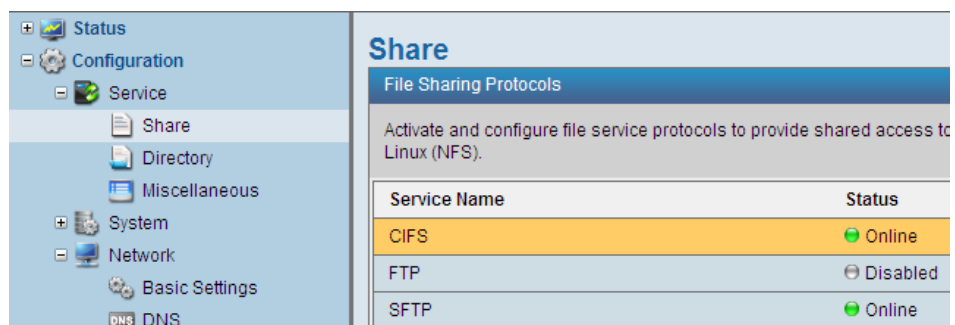 Status
Configuration
Service
Share
Directory
Miscellaneous
System
Network
Basic Settings
DNS DNS
Share
File Sharing Protocols
Activate and configure file service protocols to provide shared access to
Linux (NFS).
Service Name Status
CIFS Online
FTP Disabled
SFTP Online